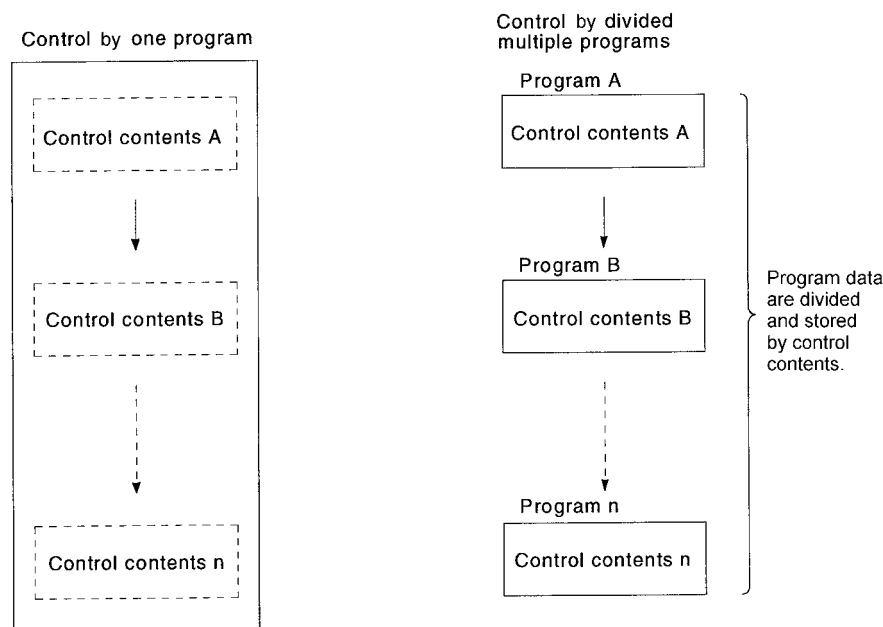 Control by one program
Control contents A
Control contents B
Control contents n
Control by divided
multiple programs
Program A
Control contents A
Program B
Control contents B
Program n
Control contents n
Program data
are divided
and stored
by control
contents.